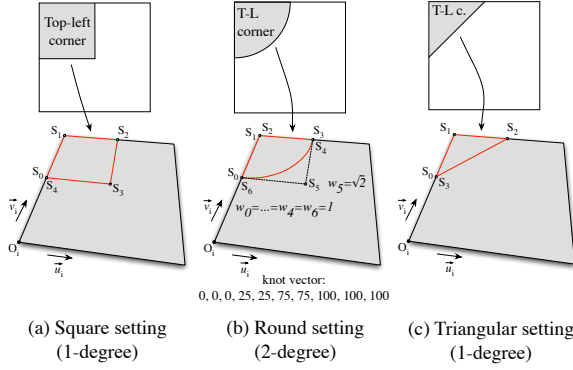 Top-left
corner
S1
S2
S0
S4
S3
v⃗i
Oi
u⃗i
(a) Square setting
(1-degree)
T-L
corner
S1
S2
S3
S4
S0
S6
S5
w5=√2
w0=...=w4=w6=1
v⃗i
Oi
u⃗i
knot vector:
0, 0, 0, 25, 25, 75, 75, 100, 100, 100
(b) Round setting
(2-degree)
T-L c.
S1
S2
S0
S3
v⃗i
Oi
u⃗i
(c) Triangular setting
(1-degree)